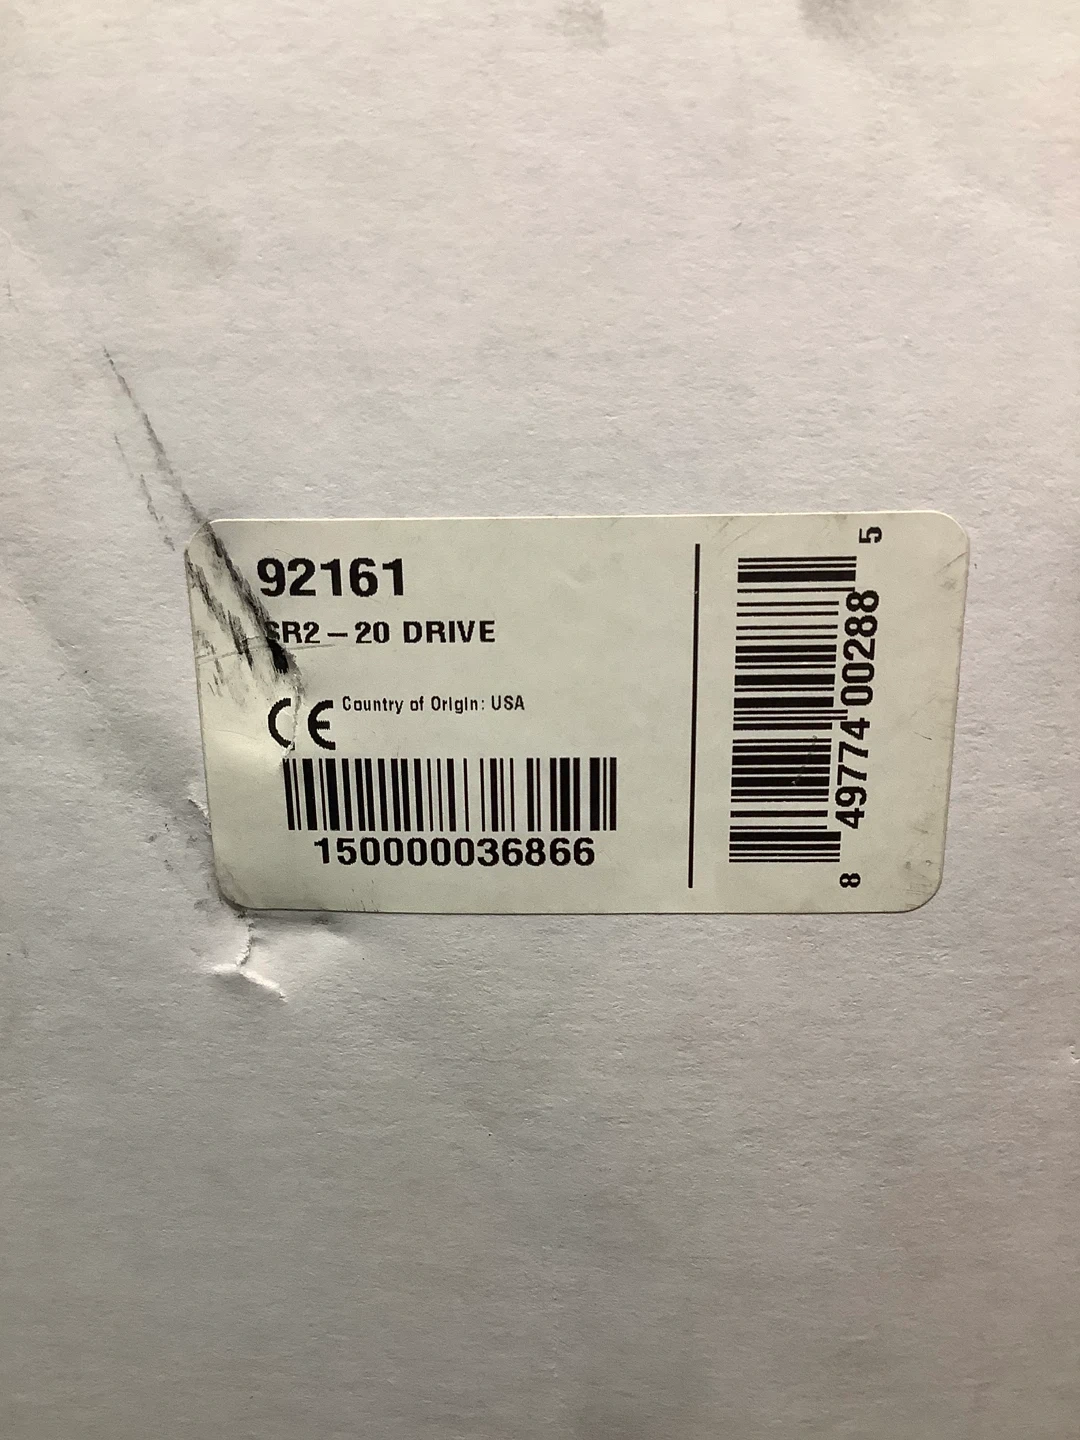 92161
SR2 – 20 DRIVE
CE Country of Origin: USA
150000036866
8 49774 00288 5